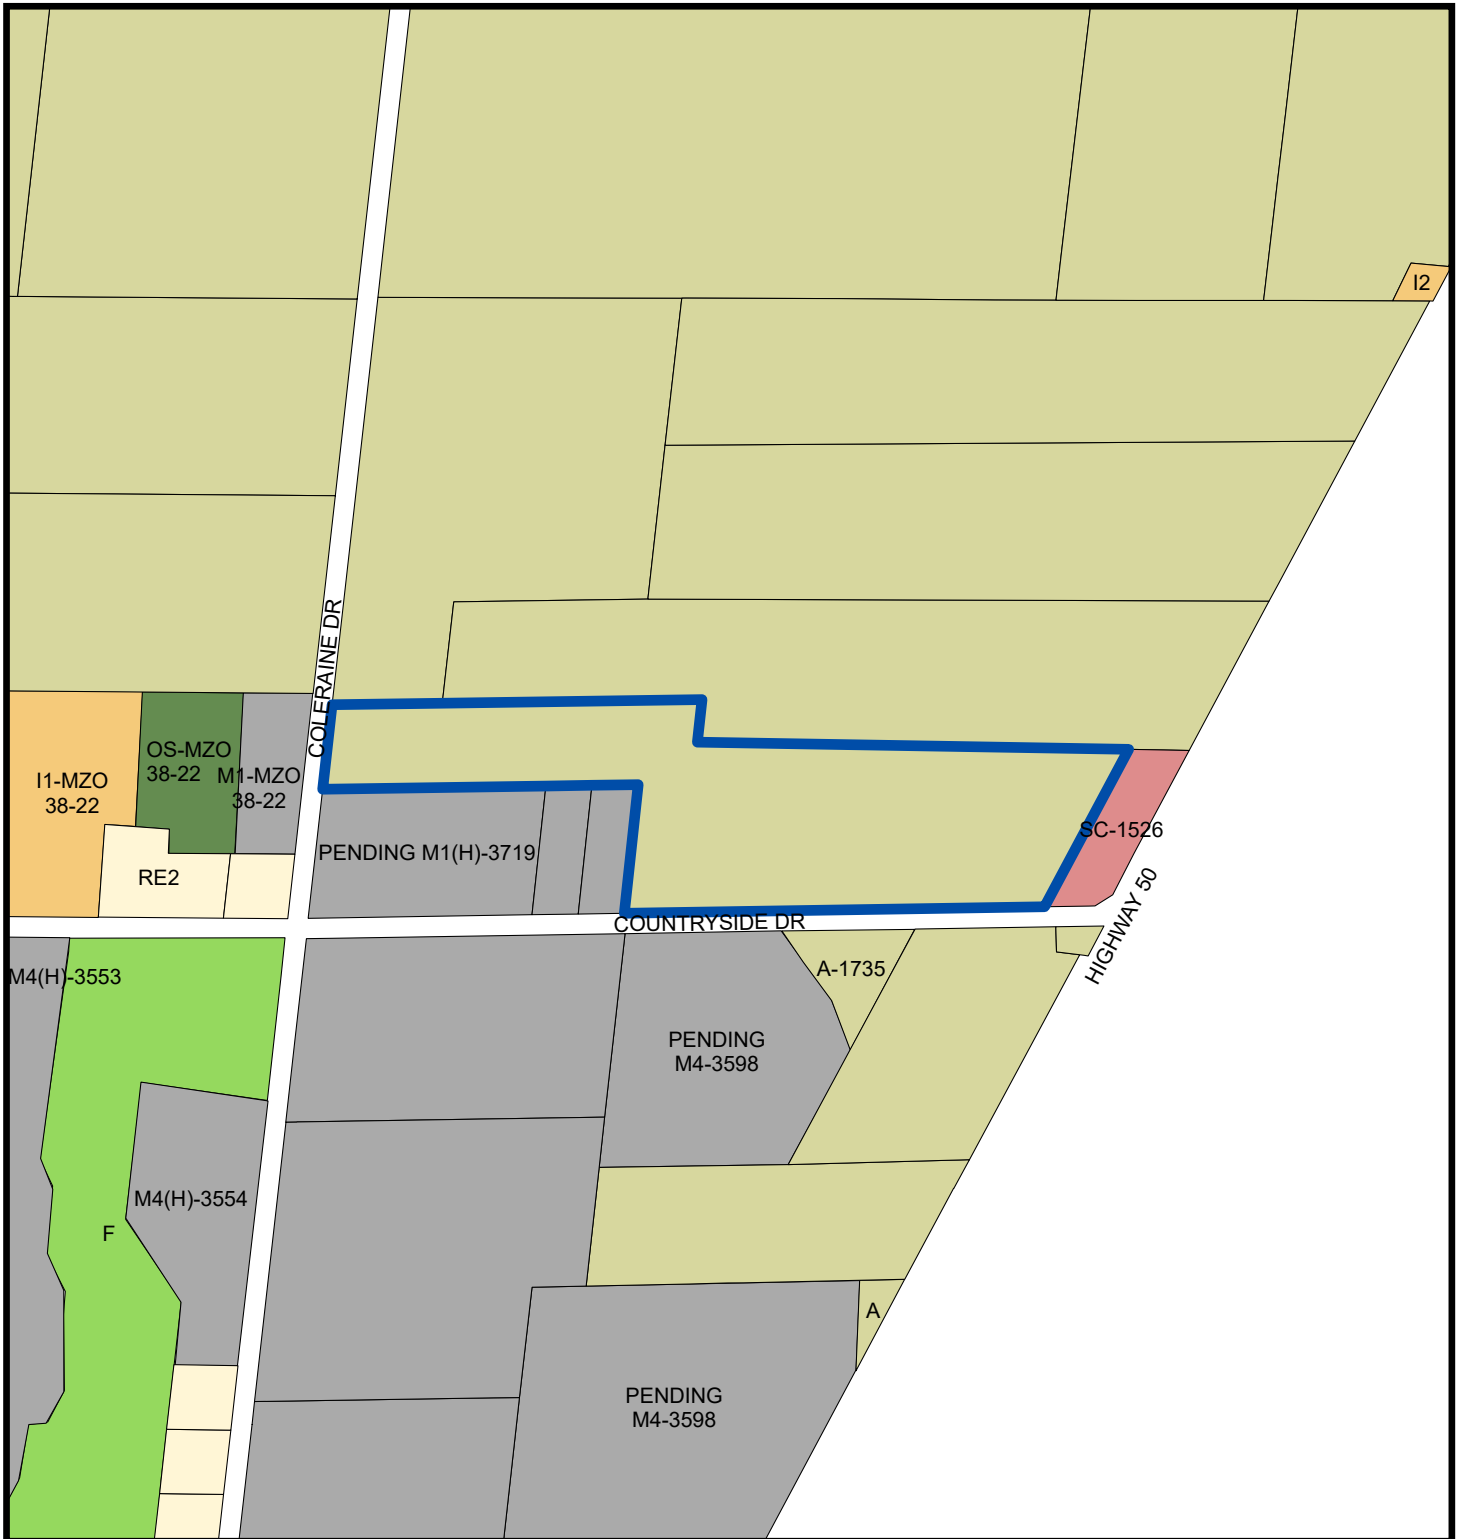 I2
COLERAINE DR
OS-MZO
38-22
M1-MZO
38-22
I1-MZO
38-22
SC-1526
PENDING M1(H)-3719
RE2
COUNTRYSIDE DR
HIGHWAY 50
M4(H)-3553
A-1735
PENDING
M4-3598
M4(H)-3554
F
A
PENDING
M4-3598